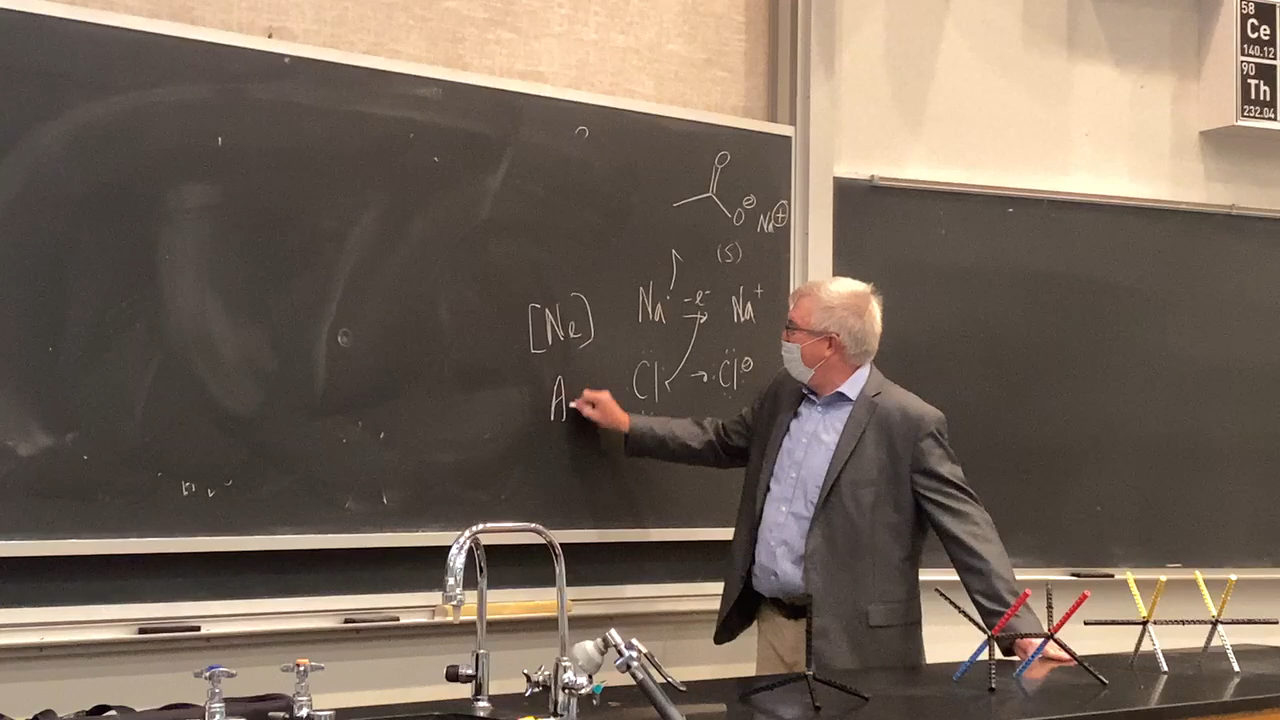 58
Ce
140.12
90
Th
232.04
O
O⊖ Na⊕
(S)
[Ne] Na· -e⁻ → Na⁺
A Cl → Cl⊖